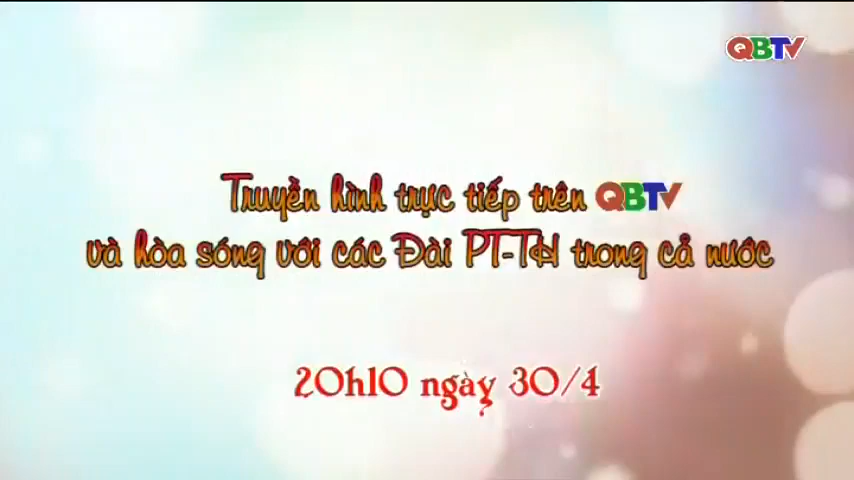 QBTV
Truyền hình trực tiếp trên QBTV
và hòa sóng với các Đài PT-TH trong cả nước
20h10 ngày 30/4